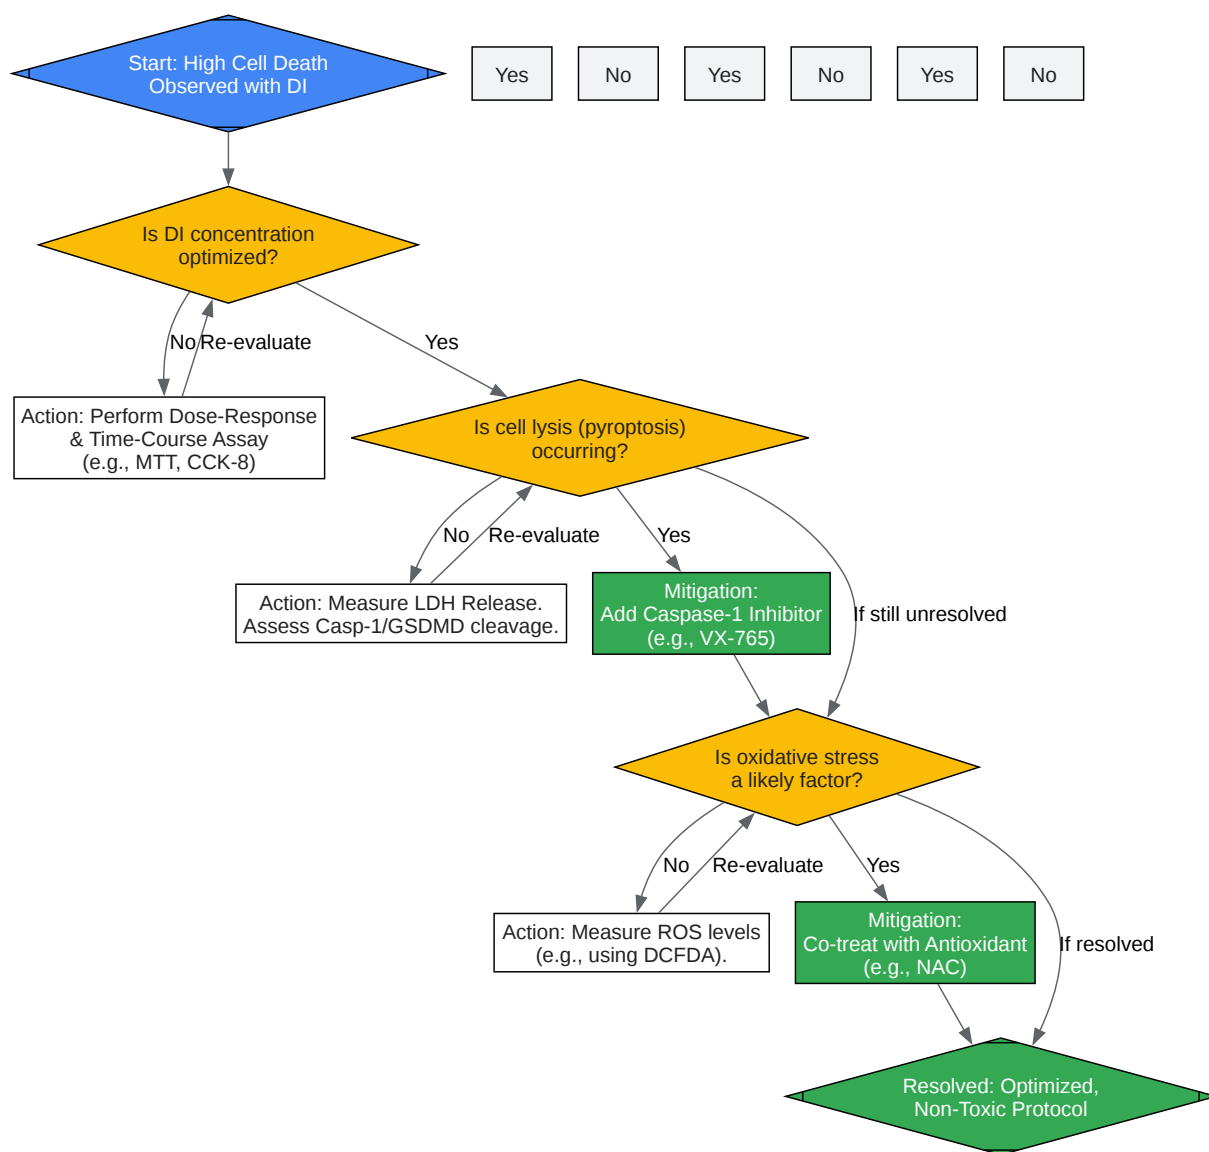 Start: High Cell Death
Observed with DI
Yes
No
Yes
No
Yes
No
Is DI concentration
optimized?
No
Re-evaluate
Yes
Action: Perform Dose-Response
& Time-Course Assay
(e.g., MTT, CCK-8)
Is cell lysis (pyroptosis)
occurring?
No
Re-evaluate
Yes
If still unresolved
Action: Measure LDH Release.
Assess Casp-1/GSDMD cleavage.
Mitigation:
Add Caspase-1 Inhibitor
(e.g., VX-765)
Is oxidative stress
a likely factor?
No
Re-evaluate
Yes
If resolved
Action: Measure ROS levels
(e.g., using DCFDA).
Mitigation:
Co-treat with Antioxidant
(e.g., NAC)
Resolved: Optimized,
Non-Toxic Protocol